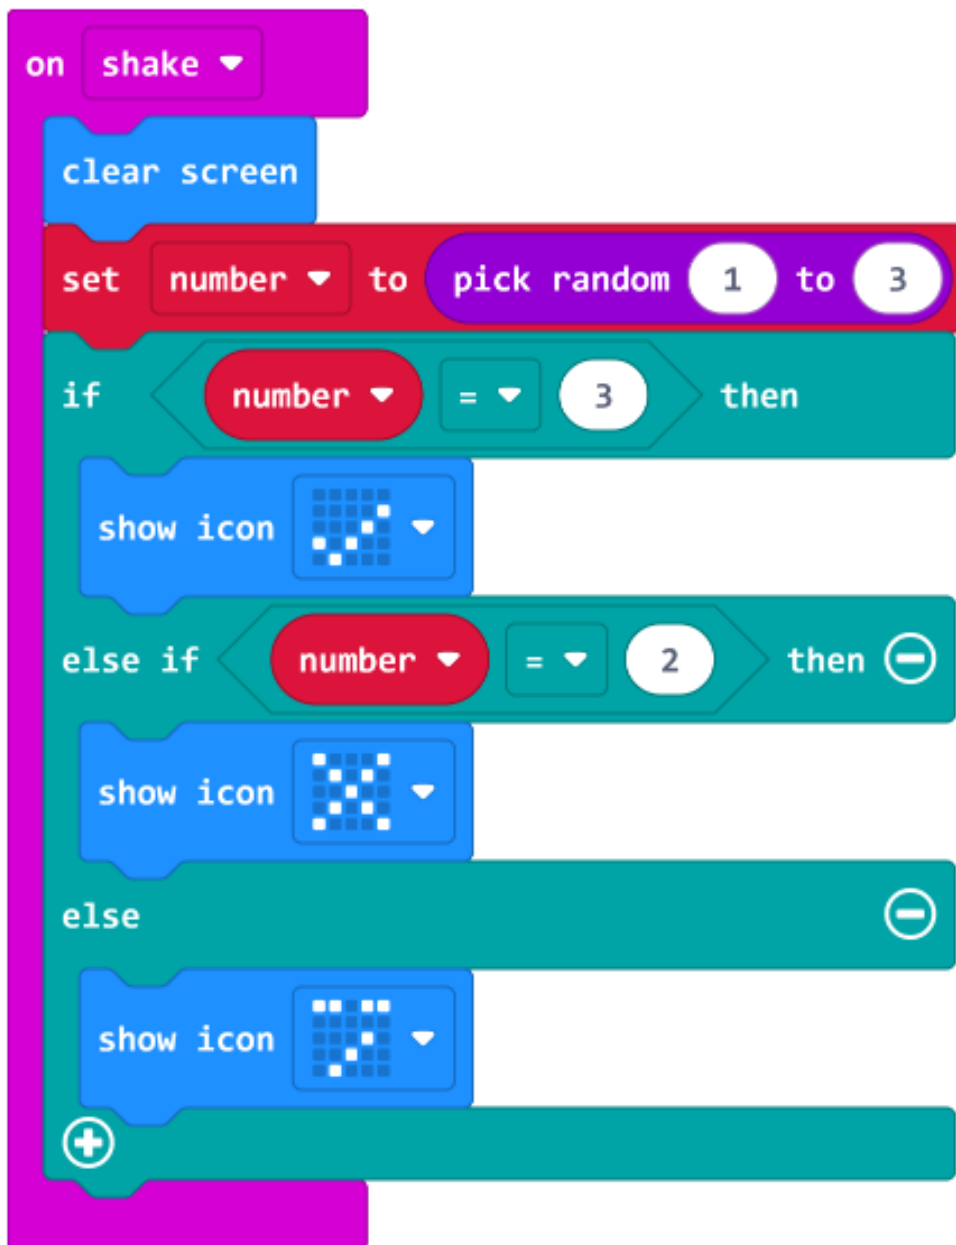 on shake
clear screen
set number to pick random 1 to 3
if number = 3 then
show icon
else if number = 2 then
show icon
else
show icon